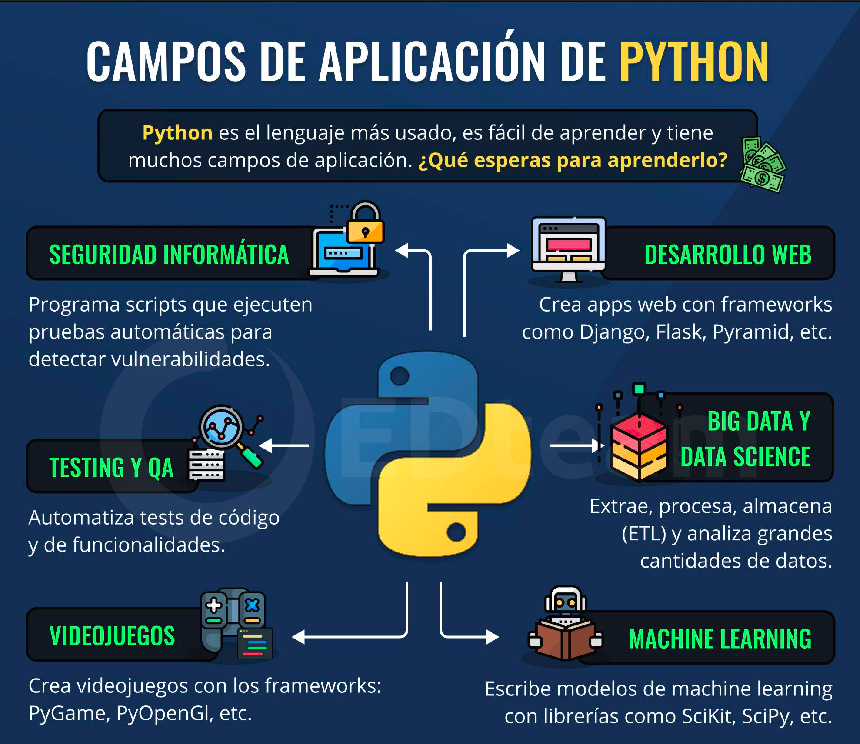 CAMPOS DE APLICACIÓN DE PYTHON
Python es el lenguaje más usado, es fácil de aprender y tiene
muchos campos de aplicación. ¿Qué esperas para aprenderlo?
SEGURIDAD INFORMÁTICA
Programa scripts que ejecuten
pruebas automáticas para
detectar vulnerabilidades.
DESARROLLO WEB
Crea apps web con frameworks
como Django, Flask, Pyramid, etc.
TESTING Y QA
Automatiza tests de código
y de funcionalidades.
BIG DATA Y
DATA SCIENCE
Extrae, procesa, almacena
(ETL) y analiza grandes
cantidades de datos.
VIDEOJUEGOS
Crea videojuegos con los frameworks:
PyGame, PyOpenGl, etc.
MACHINE LEARNING
Escribe modelos de machine learning
con librerías como SciKit, SciPy, etc.
EDteam